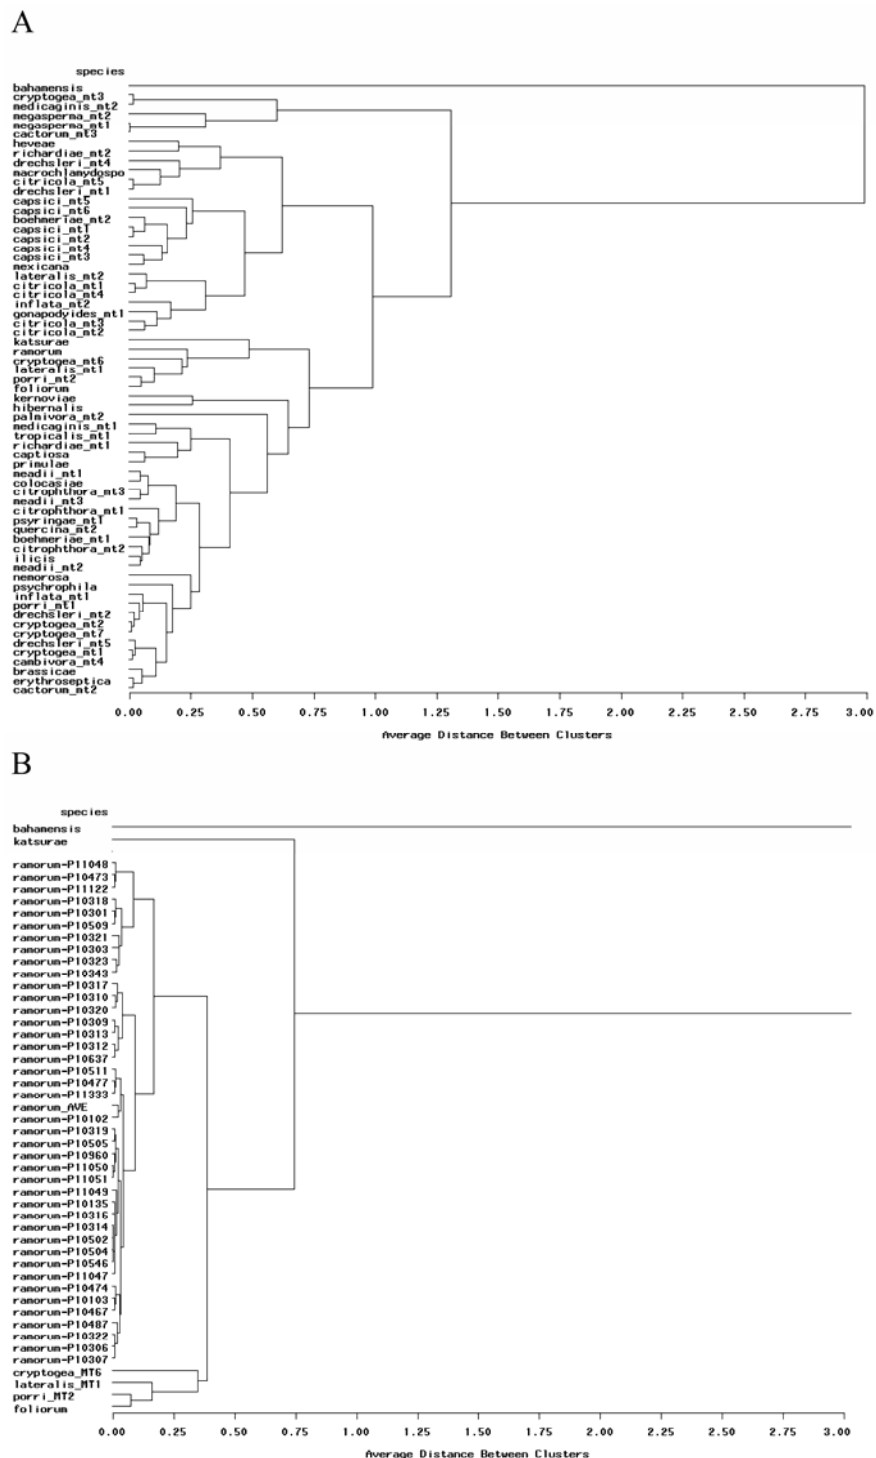 A
species
bahamensis
cryptogea_mt3
medicaginis_mt2
megasperma_mt2
megasperma_mt1
cactorum_mt3
heveae
richardiae_mt2
drechsleri_mt4
macrochlamydospo
citricola_mt5
drechsleri_mt1
capsici_mt5
capsici_mt6
boehmeriae_mt2
capsici_mt1
capsici_mt2
capsici_mt4
capsici_mt3
mexicana
lateralis_mt2
citricola_mt1
citricola_mt4
inflata_mt2
gonapodyides_mt1
citricola_mt3
citricola_mt2
katsurae
ramorum
cryptogea_mt6
lateralis_mt1
porri_mt2
foliorum
kernoviae
hibernalis
palmivora_mt2
medicaginis_mt1
tropicalis_mt1
richardiae_mt1
captiosa
primulae
meadii_mt1
colocasiae
citrophthora_mt3
meadii_mt3
citrophthora_mt1
psyringae_mt1
quercina_mt2
boehmeriae_mt1
citrophthora_mt2
ilicis
meadii_mt2
nemorosa
psychrophila
inflata_mt1
porri_mt1
drechsleri_mt2
cryptogea_mt2
cryptogea_mt7
drechsleri_mt5
cryptogea_mt1
cambivora_mt4
brassicae
erythroseptica
cactorum_mt2
0.00 0.25 0.50 0.75 1.00 1.25 1.50 1.75 2.00 2.25 2.50 2.75 3.00
Average Distance Between Clusters
B
species
bahamensis
katsurae
ramorum-P11048
ramorum-P10473
ramorum-P11122
ramorum-P10318
ramorum-P10301
ramorum-P10509
ramorum-P10321
ramorum-P10303
ramorum-P10323
ramorum-P10343
ramorum-P10317
ramorum-P10310
ramorum-P10320
ramorum-P10309
ramorum-P10313
ramorum-P10312
ramorum-P10637
ramorum-P10511
ramorum-P10477
ramorum-P11333
ramorum_AVE
ramorum-P10102
ramorum-P10319
ramorum-P10505
ramorum-P10960
ramorum-P11050
ramorum-P11051
ramorum-P11049
ramorum-P10135
ramorum-P10316
ramorum-P10314
ramorum-P10502
ramorum-P10504
ramorum-P10546
ramorum-P11047
ramorum-P10474
ramorum-P10103
ramorum-P10467
ramorum-P10487
ramorum-P10322
ramorum-P10306
ramorum-P10307
cryptogea_MT6
lateralis_MT1
porri_MT2
foliorum
0.00 0.25 0.50 0.75 1.00 1.25 1.50 1.75 2.00 2.25 2.50 2.75 3.00
Average Distance Between Clusters